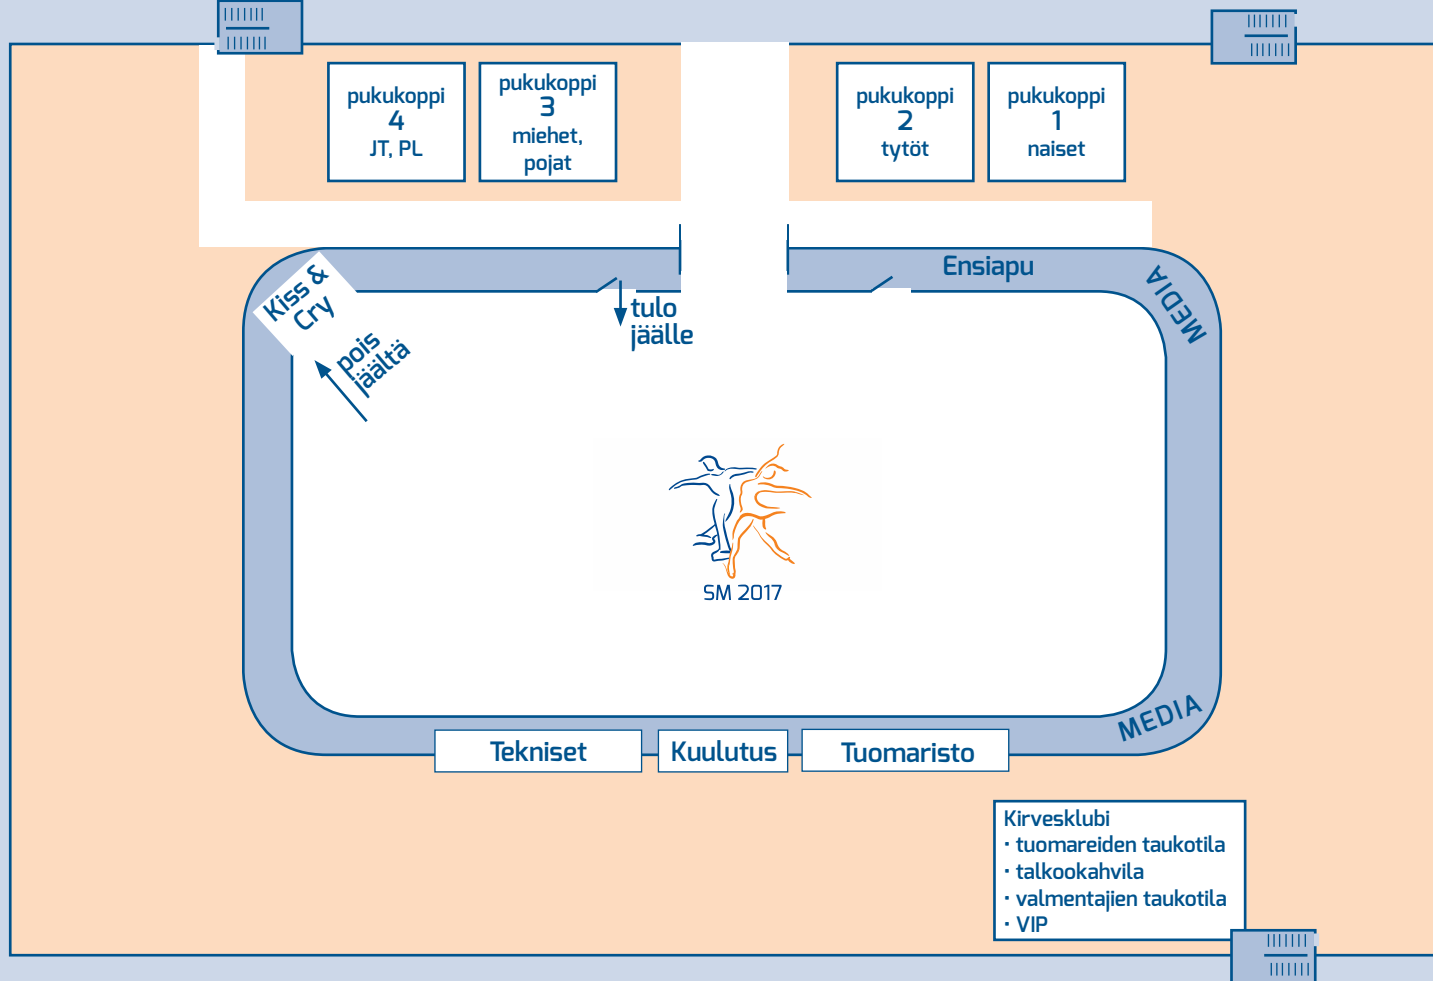 pukukoppi
4
JT, PL
pukukoppi
3
miehet,
pojat
pukukoppi
2
tytöt
pukukoppi
1
naiset
Kiss &
Cry
pois
jäältä
tulo
jäälle
Ensiapu
MEDIA
SM 2017
MEDIA
Tekniset
Kuulutus
Tuomaristo
Kirvesklubi
· tuomareiden taukotila
· talkookahvila
· valmentajien taukotila
· VIP